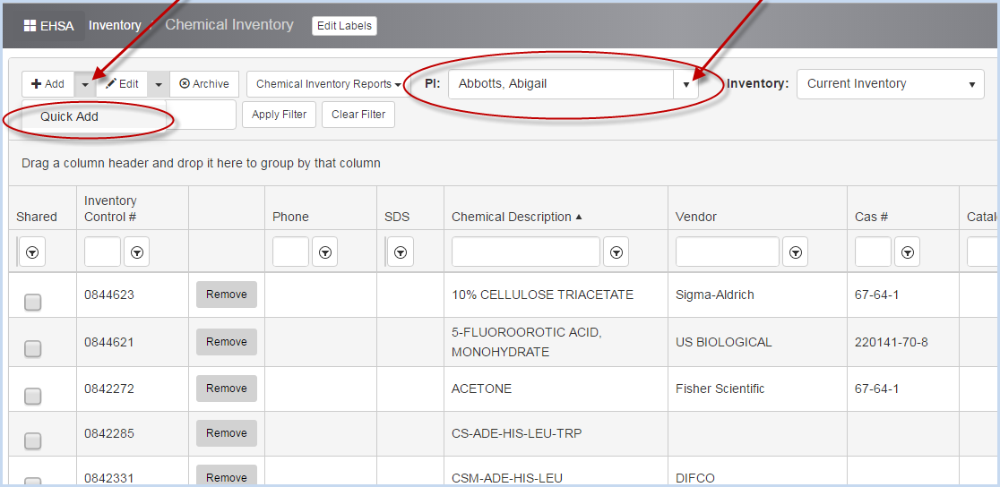 EHSA Inventory / Chemical Inventory Edit Labels
Add Edit Archive Chemical Inventory Reports PI: Abbotts, Abigail Inventory: Current Inventory
Quick Add Apply Filter Clear Filter
Drag a column header and drop it here to group by that column
Shared Inventory Control # Phone SDS Chemical Description Vendor Cas # Catal
0844623 Remove 10% CELLULOSE TRIACETATE Sigma-Aldrich 67-64-1
0844621 Remove 5-FLUOROOROTIC ACID, MONOHYDRATE US BIOLOGICAL 220141-70-8
0842272 Remove ACETONE Fisher Scientific 67-64-1
0842285 Remove CS-ADE-HIS-LEU-TRP
0842331 Remove CSM-ADE-HIS-LEU DIFCO